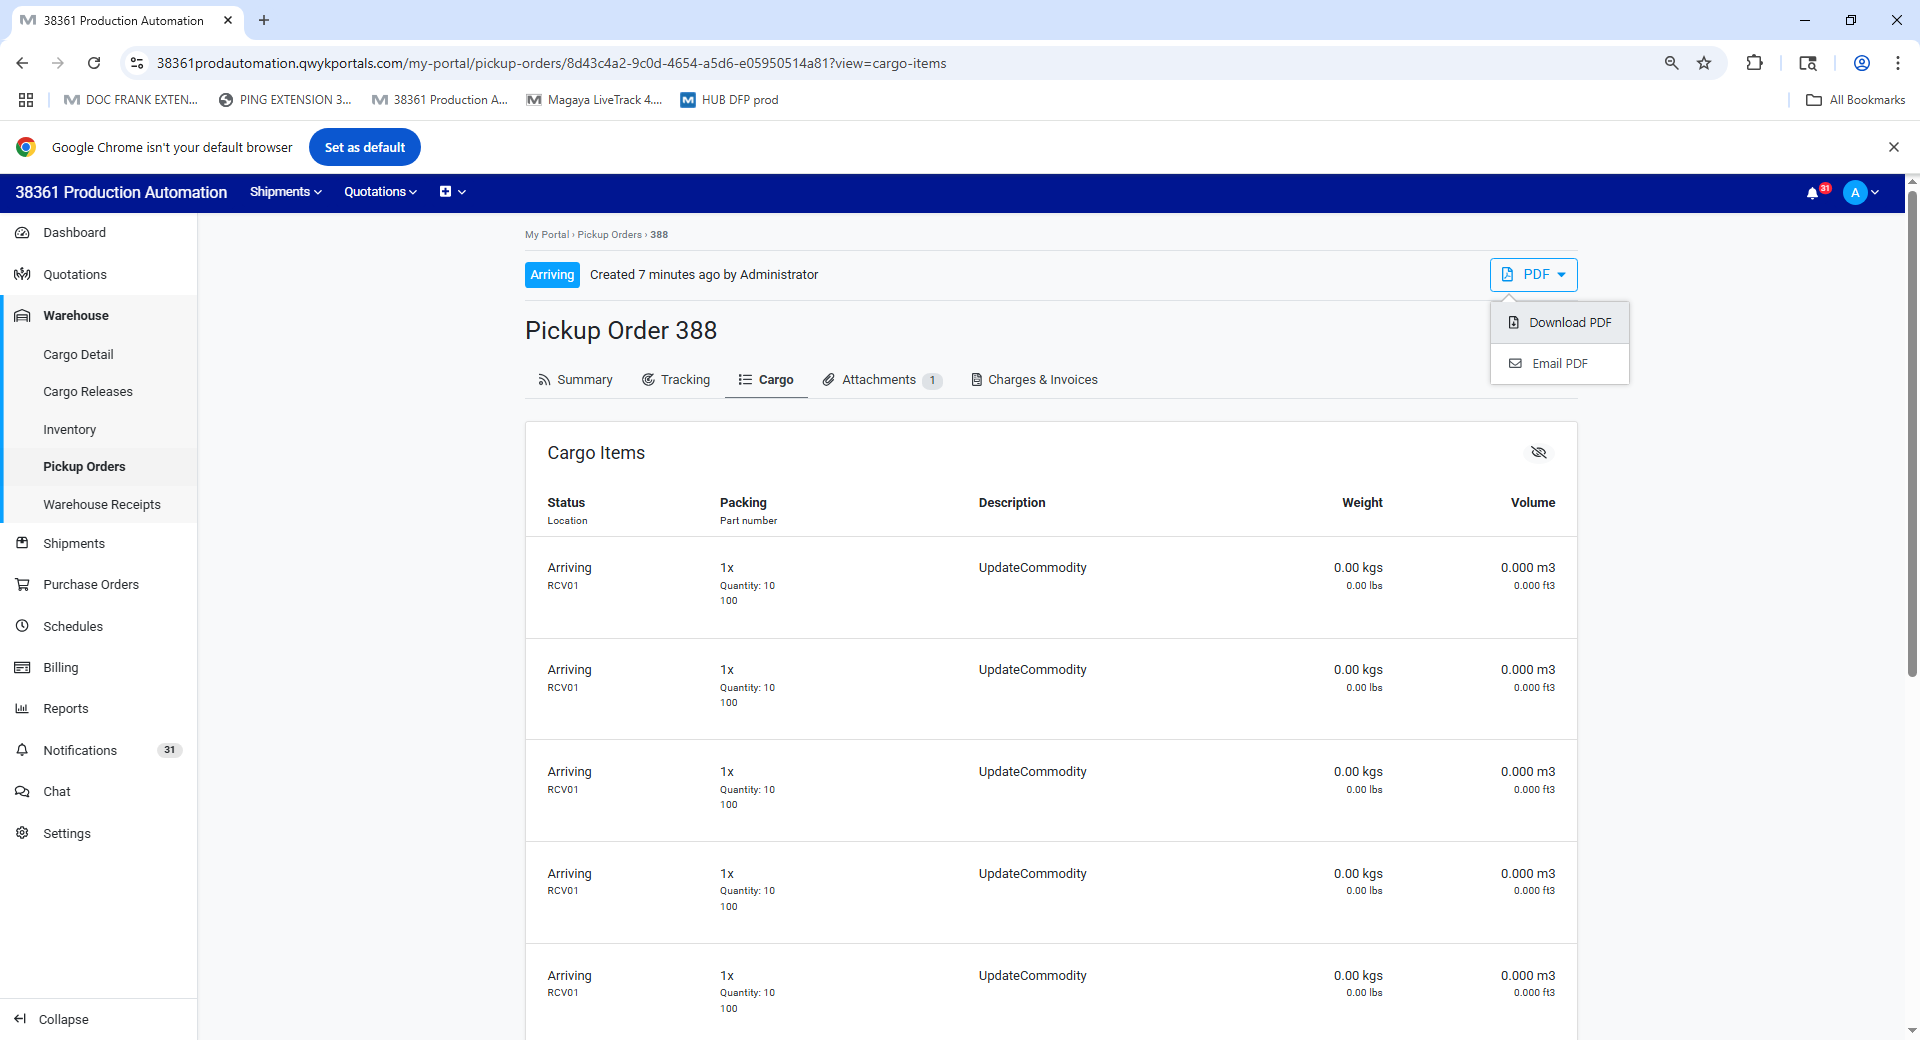 38361 Production Automation
38361prodautomation.qwykportals.com/my-portal/pickup-orders/8d43c4a2-9c0d-4654-a5d6-e05950514a81?view=cargo-items
DOC FRANK EXTEN... PING EXTENSION 3... 38361 Production A... Magaya LiveTrack 4.... HUB DFP prod All Bookmarks
Google Chrome isn't your default browser Set as default
38361 Production Automation Shipments Quotations 31 A
Dashboard
Quotations
Warehouse
Cargo Detail
Cargo Releases
Inventory
Pickup Orders
Warehouse Receipts
Shipments
Purchase Orders
Schedules
Billing
Reports
Notifications 31
Chat
Settings
Collapse
My Portal › Pickup Orders › 388
Arriving Created 7 minutes ago by Administrator PDF
Download PDF
Email PDF
Pickup Order 388
Summary Tracking Cargo Attachments 1 Charges & Invoices
Cargo Items
Status Packing Description Weight Volume
Location Part number
Arriving 1x UpdateCommodity 0.00 kgs 0.000 m3
RCV01 Quantity: 10 0.00 lbs 0.000 ft3
100
Arriving 1x UpdateCommodity 0.00 kgs 0.000 m3
RCV01 Quantity: 10 0.00 lbs 0.000 ft3
100
Arriving 1x UpdateCommodity 0.00 kgs 0.000 m3
RCV01 Quantity: 10 0.00 lbs 0.000 ft3
100
Arriving 1x UpdateCommodity 0.00 kgs 0.000 m3
RCV01 Quantity: 10 0.00 lbs 0.000 ft3
100
Arriving 1x UpdateCommodity 0.00 kgs 0.000 m3
RCV01 Quantity: 10 0.00 lbs 0.000 ft3
100